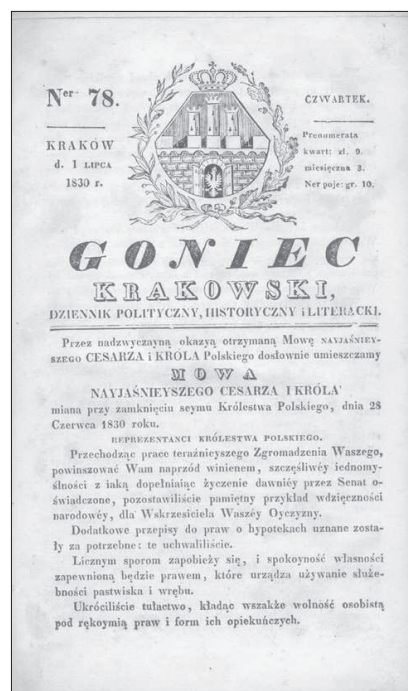 Ner 78.
CZWARTEK.
KRAKÓW
d. 1 LIPCA
1830 r.
Prenumerata
kwart: zł. 9.
miesięczna 3.
Ner poje: gr. 10.
GONIEC
KRAKOWSKI,
DZIENNIK POLITYCZNY, HISTORYCZNY i LITERACKI.
Przez nadzwyczayną okazyą otrzymaną Mowę NAYJAŚNIEY-
SZEGO CESARZA i KRÓLA Polskiego dosłownie umieszczamy
MOWA
NAYJAŚNIEYSZEGO CESARZA I KRÓLA
miana przy zamknięciu seymu Królestwa Polskiego, dnia 28
Czerwca 1830 roku.
REPREZENTANCI KRÓLESTWA POLSKIEGO.
Przechodząc prace teraźnieyszego Zgromadzenia Waszego,
powinszować Wam naprzód winienem, szczęśliwéy iednomy-
ślności z iaką dopełniaiąc życzenie dawniéy przez Senat o-
świadczone, pozostawiliście pamiętny przykład wdzięczności
narodowéy, dla Wskrzesiciela Waszéy Oyczyzny.
Dodatkowe przepisy do praw o hypotekach uznane zosta-
ły za potrzebne: te uchwaliliście.
Licznym sporom zapobieży się, i spokoyność własności
zapewnioną będzie prawem, które urządza używanie służe-
bności pastwiska i wrębu.
Ukróciliście tułactwo, kładąc wszakże wolność osobistą
pod rękoymią praw i form ich opiekuńczych.